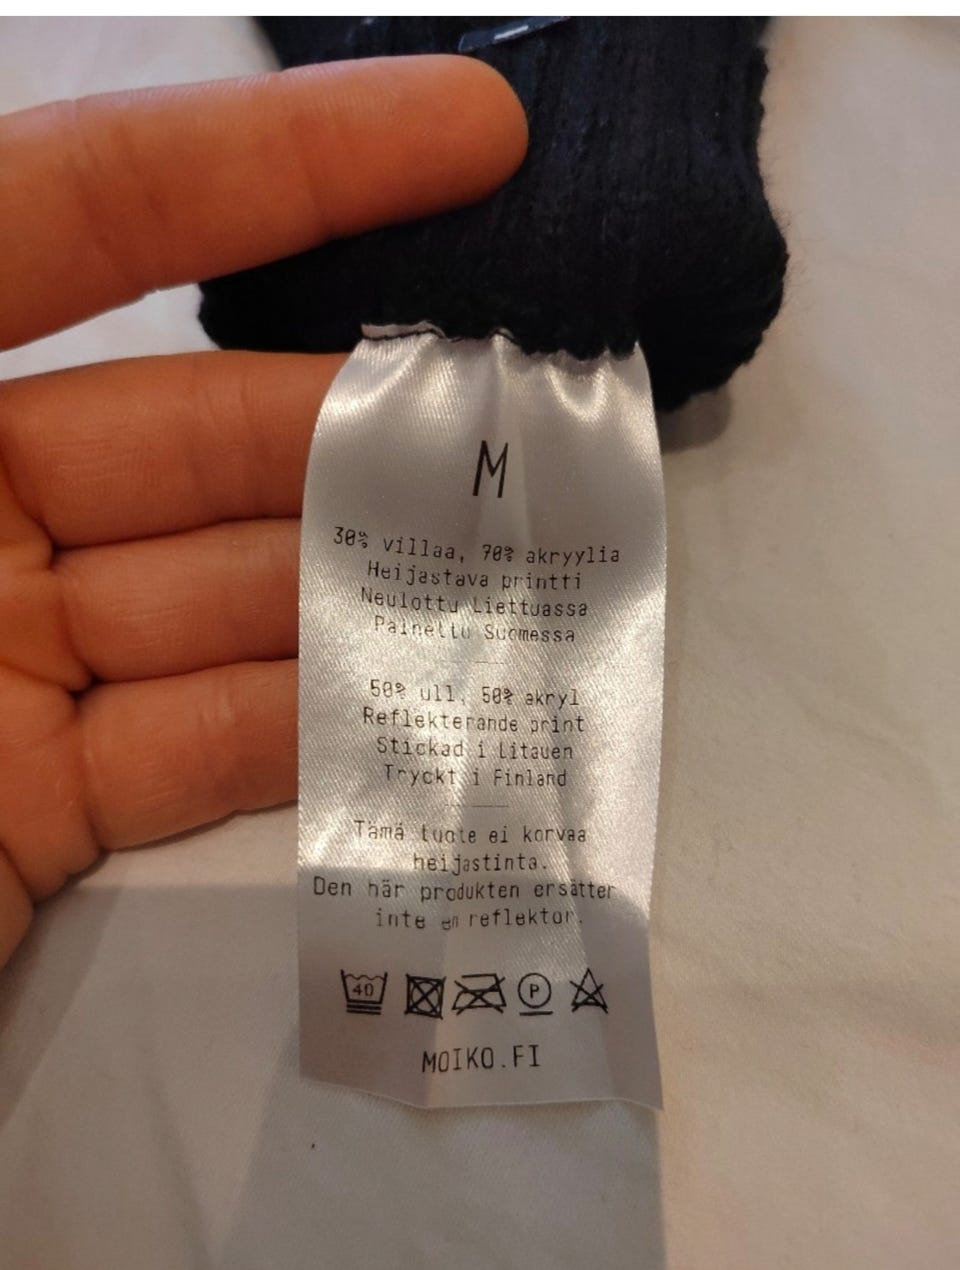 M
30% villaa, 70% akryylia
Heijastava printti
Neulottu Liettuassa
Painettu Suomessa
50% ull, 50% akryl
Reflekterande print
Stickad i Litauen
Tryckt i Finland
Tämä tuote ei korvaa
heijastinta.
Den här produkten ersätter
inte en reflektor.
40
P
MOIKO.FI